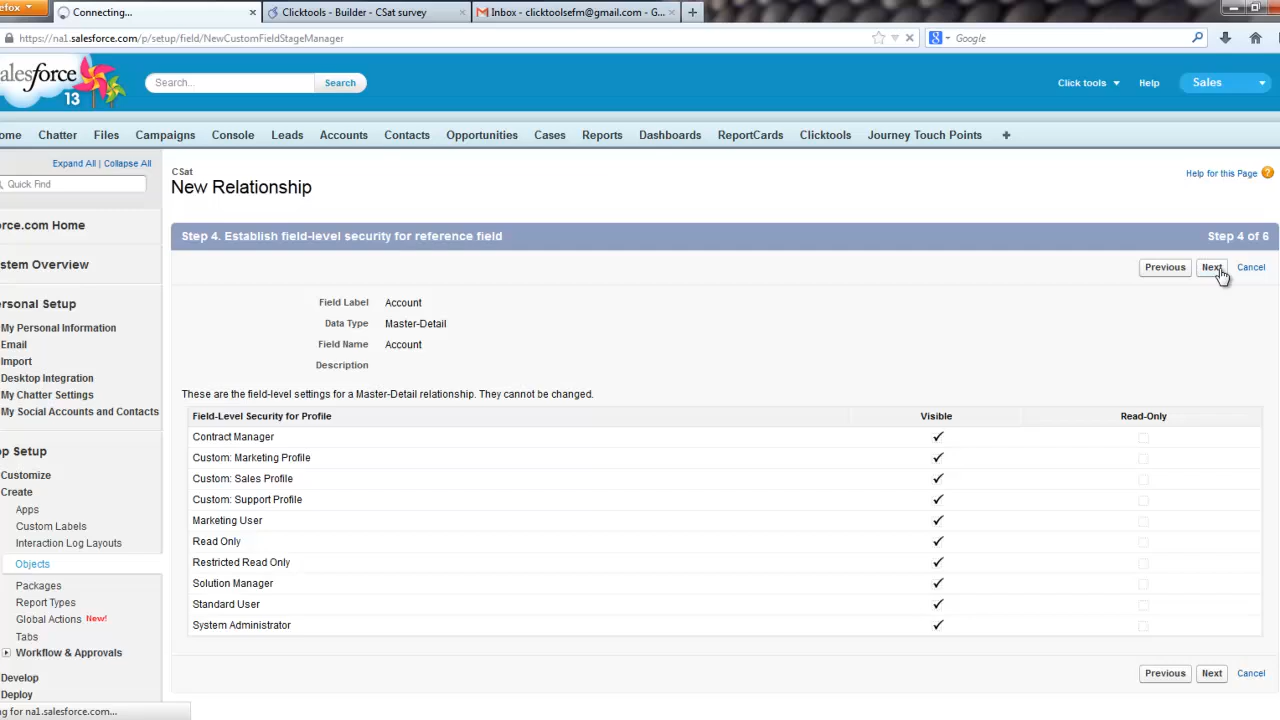 efox
Connecting...
Clicktools - Builder - CSat survey
Inbox - clicktoolsefm@gmail.com - G...
https://na1.salesforce.com/p/setup/field/NewCustomFieldStageManager
Google
alesforce
13
Search...
Search
Click tools
Help
Sales
ome
Chatter
Files
Campaigns
Console
Leads
Accounts
Contacts
Opportunities
Cases
Reports
Dashboards
ReportCards
Clicktools
Journey Touch Points
Expand All | Collapse All
Quick Find
orce.com Home
stem Overview
ersonal Setup
My Personal Information
Email
Import
Desktop Integration
My Chatter Settings
My Social Accounts and Contacts
pp Setup
Customize
Create
Apps
Custom Labels
Interaction Log Layouts
Objects
Packages
Report Types
Global Actions New!
Tabs
Workflow & Approvals
Develop
Deploy
ng for na1.salesforce.com...
CSat
New Relationship
Help for this Page
Step 4. Establish field-level security for reference field
Step 4 of 6
Previous
Next
Cancel
Field Label Account
Data Type Master-Detail
Field Name Account
Description
These are the field-level settings for a Master-Detail relationship. They cannot be changed.
Field-Level Security for Profile Visible Read-Only
Contract Manager
Custom: Marketing Profile
Custom: Sales Profile
Custom: Support Profile
Marketing User
Read Only
Restricted Read Only
Solution Manager
Standard User
System Administrator
Previous
Next
Cancel